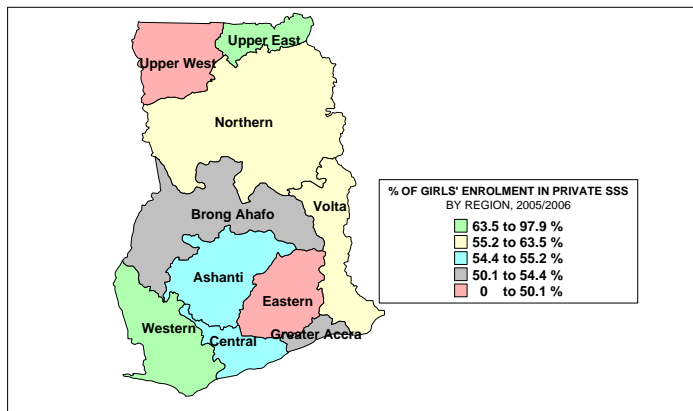 Upper East
Upper West
Northern
Volta
Brong Ahafo
Ashanti
Eastern
Western
Central
Greater Accra
% OF GIRLS' ENROLMENT IN PRIVATE SSS
BY REGION, 2005/2006
63.5 to 97.9 %
55.2 to 63.5 %
54.4 to 55.2 %
50.1 to 54.4 %
0 to 50.1 %